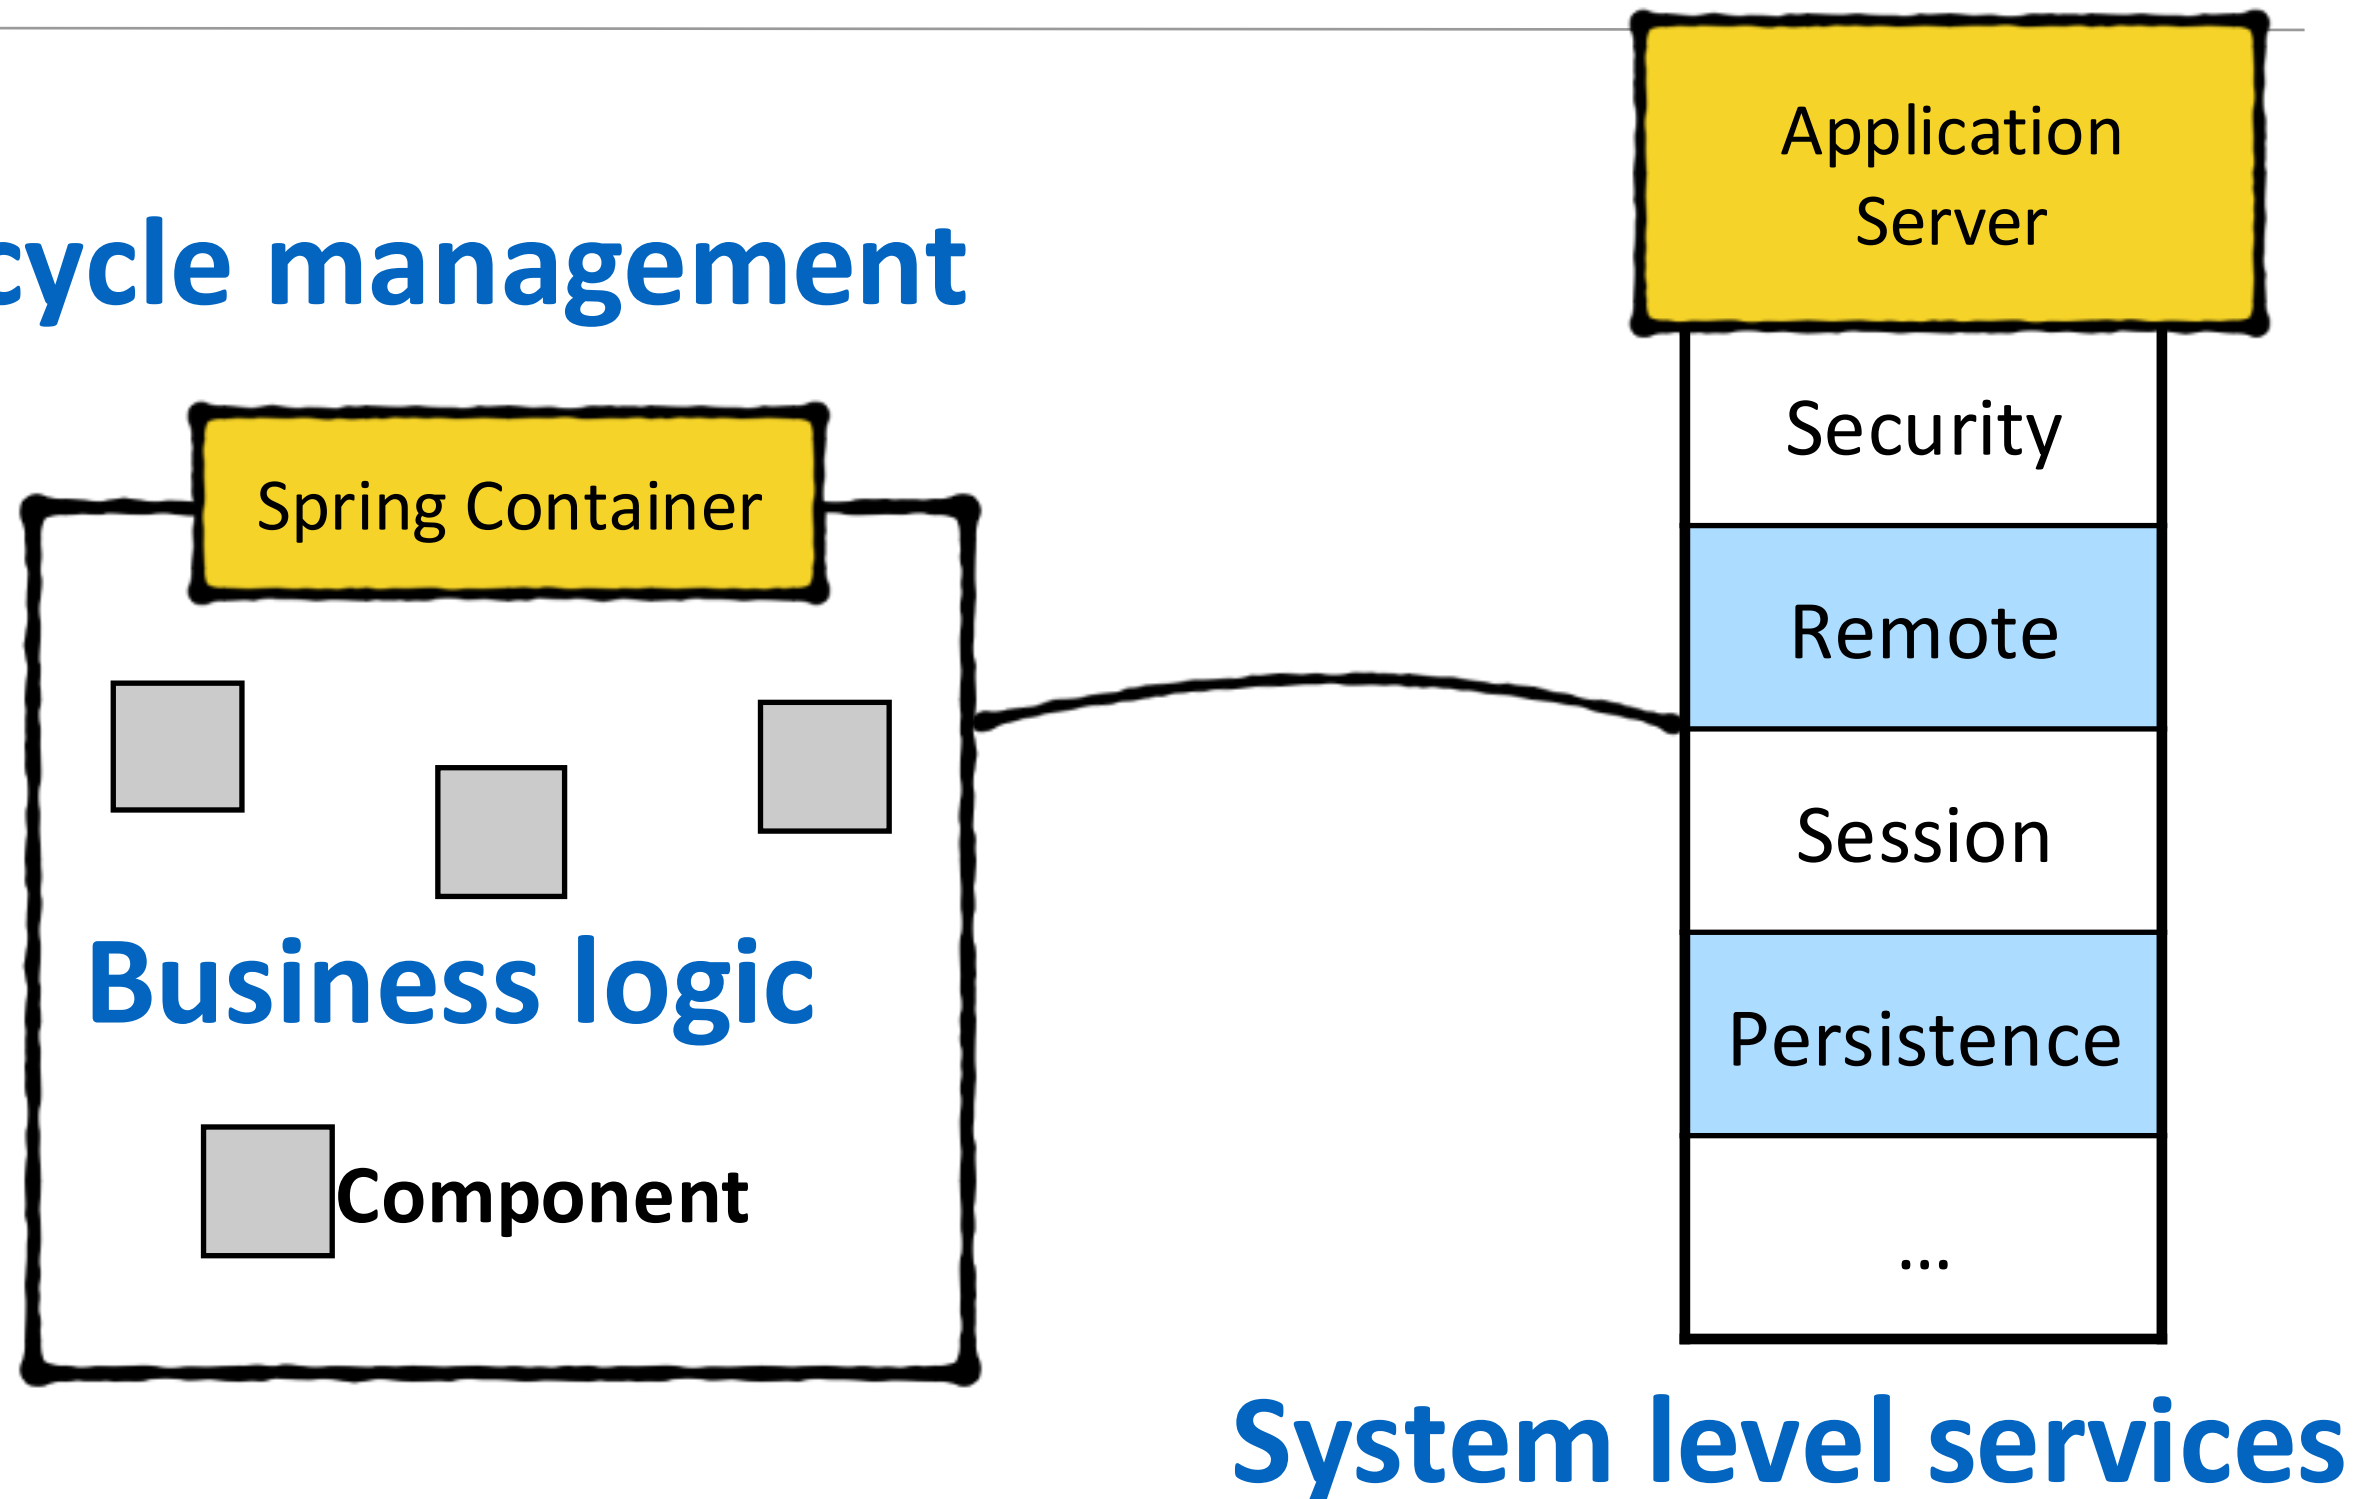 Application
Server
cycle management
Security
Spring Container
Remote
Session
Business logic
Persistence
Component
...
System level services